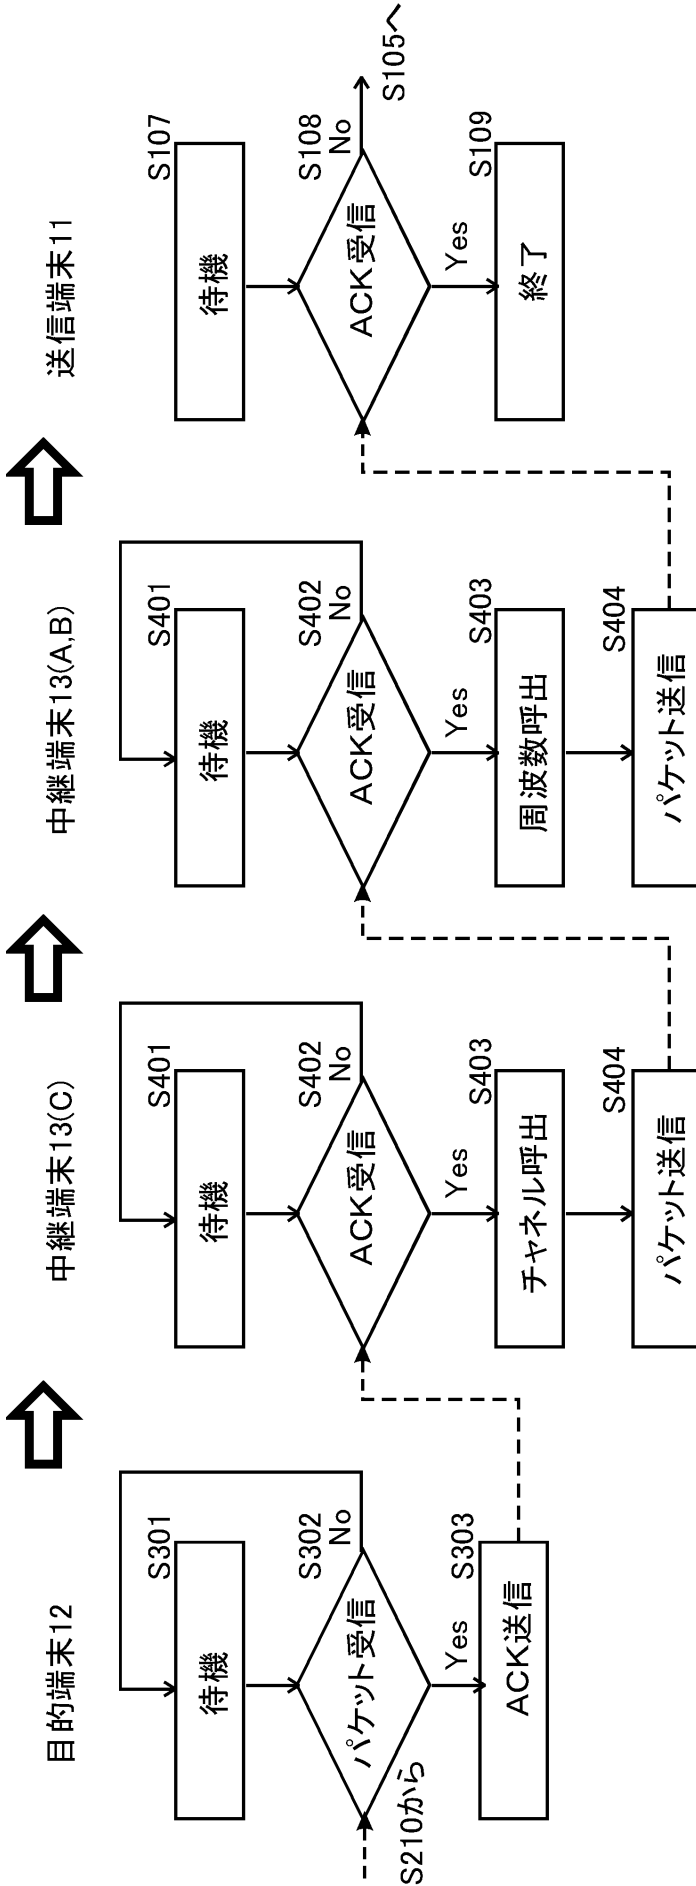 目的端末12
S301
待機
S302
No
パケット受信
S210から
Yes
S303
ACK送信
中継端末13(C)
S401
待機
S402
No
ACK受信
Yes
S403
チャネル呼出
S404
パケット送信
中継端末13(A,B)
S401
待機
S402
No
ACK受信
Yes
S403
周波数呼出
S404
パケット送信
送信端末11
S107
待機
S108
No
S105へ
ACK受信
Yes
S109
終了